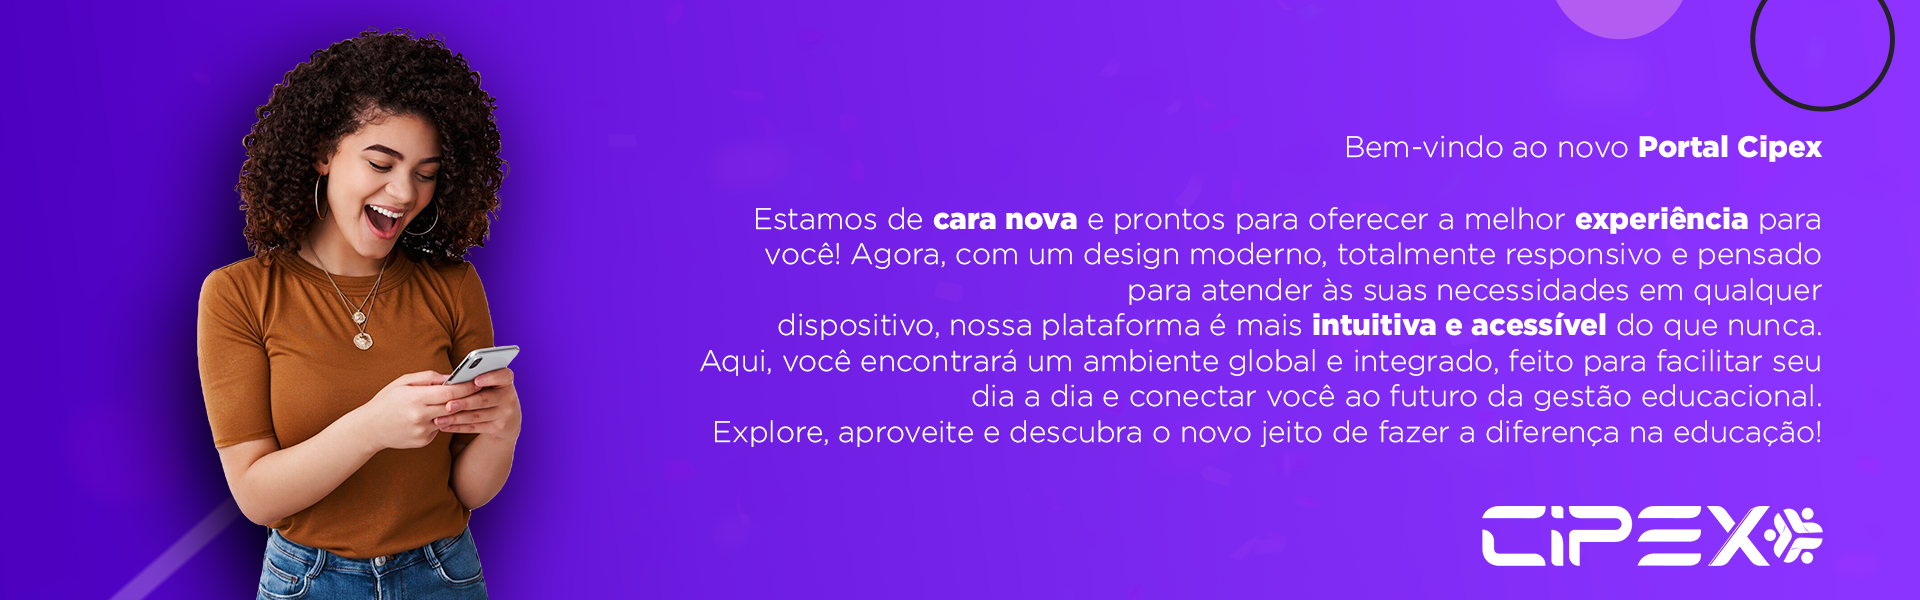 Bem-vindo ao novo Portal Cipex
Estamos de cara nova e prontos para oferecer a melhor experiência para
você! Agora, com um design moderno, totalmente responsivo e pensado
para atender às suas necessidades em qualquer
dispositivo, nossa plataforma é mais intuitiva e acessível do que nunca.
Aqui, você encontrará um ambiente global e integrado, feito para facilitar seu
dia a dia e conectar você ao futuro da gestão educacional.
Explore, aproveite e descubra o novo jeito de fazer a diferença na educação!
CiPEX